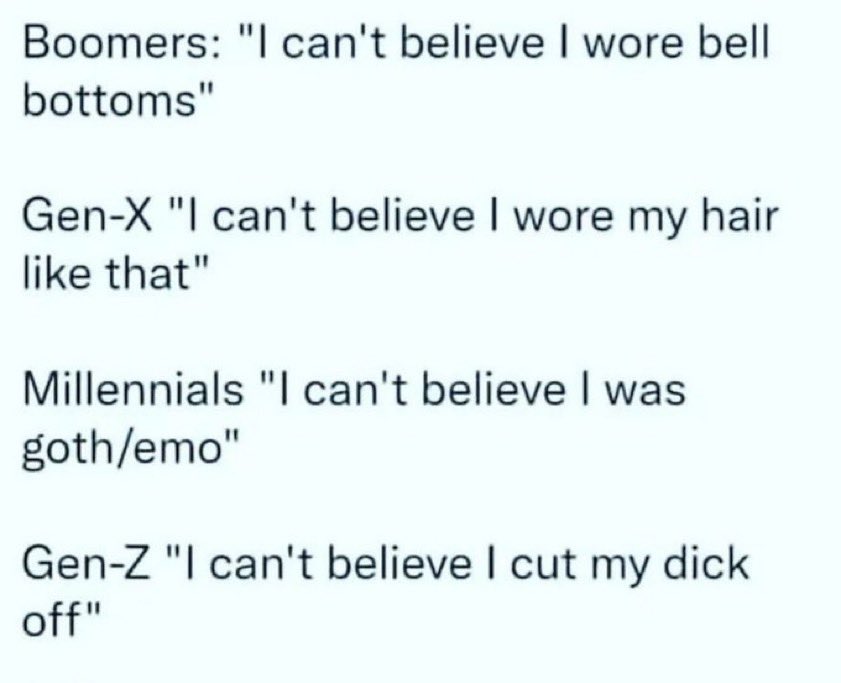 Boomers: "I can't believe I wore bell
bottoms"
Gen-X "I can't believe I wore my hair
like that"
Millennials "I can't believe I was
goth/emo"
Gen-Z "I can't believe I cut my dick
off"